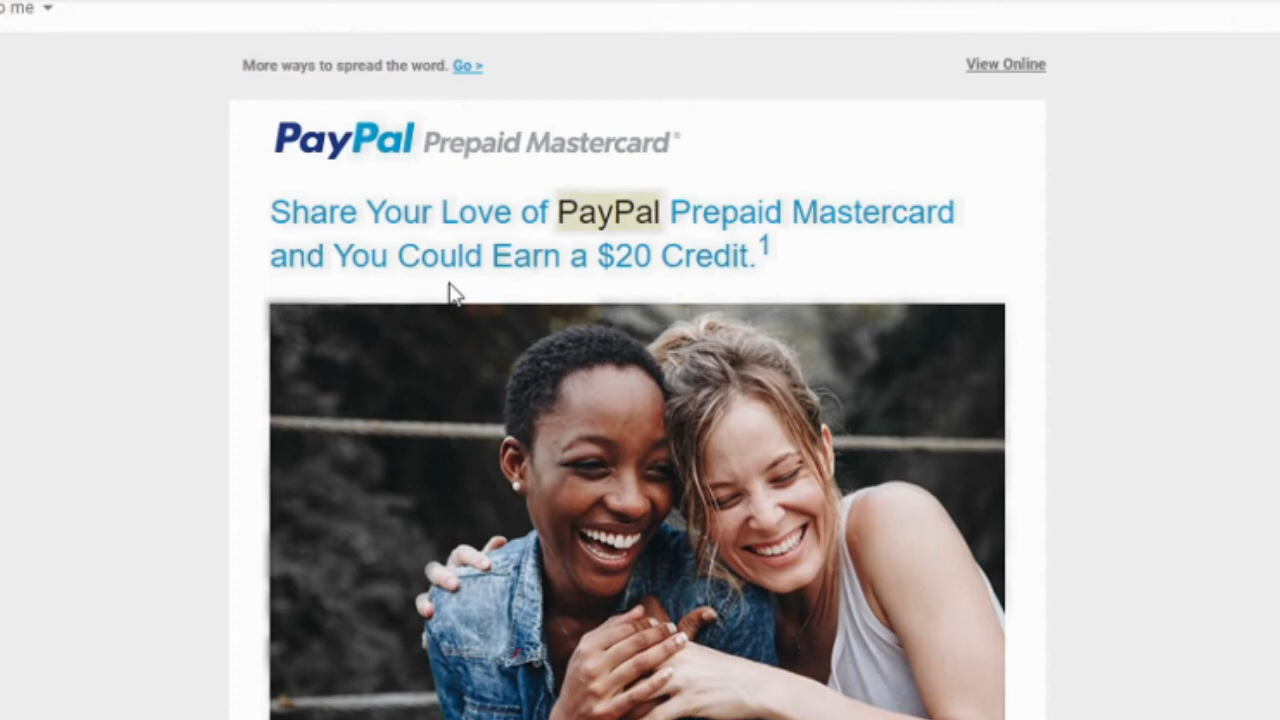 to me
More ways to spread the word. Go >
View Online
PayPal Prepaid Mastercard®
Share Your Love of PayPal Prepaid Mastercard
and You Could Earn a $20 Credit.1